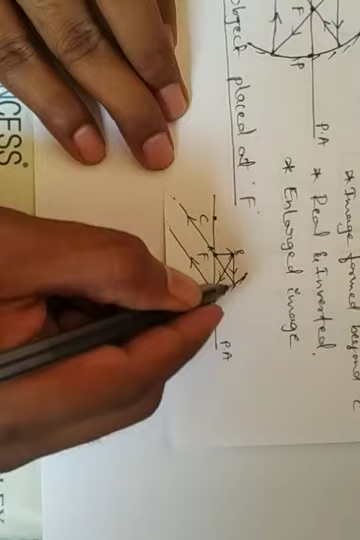 * Image formed beyond C
* Real & Inverted.
* Enlarged image
F
P
P.A
object placed at 'F'
C
F
P.A
NCESS